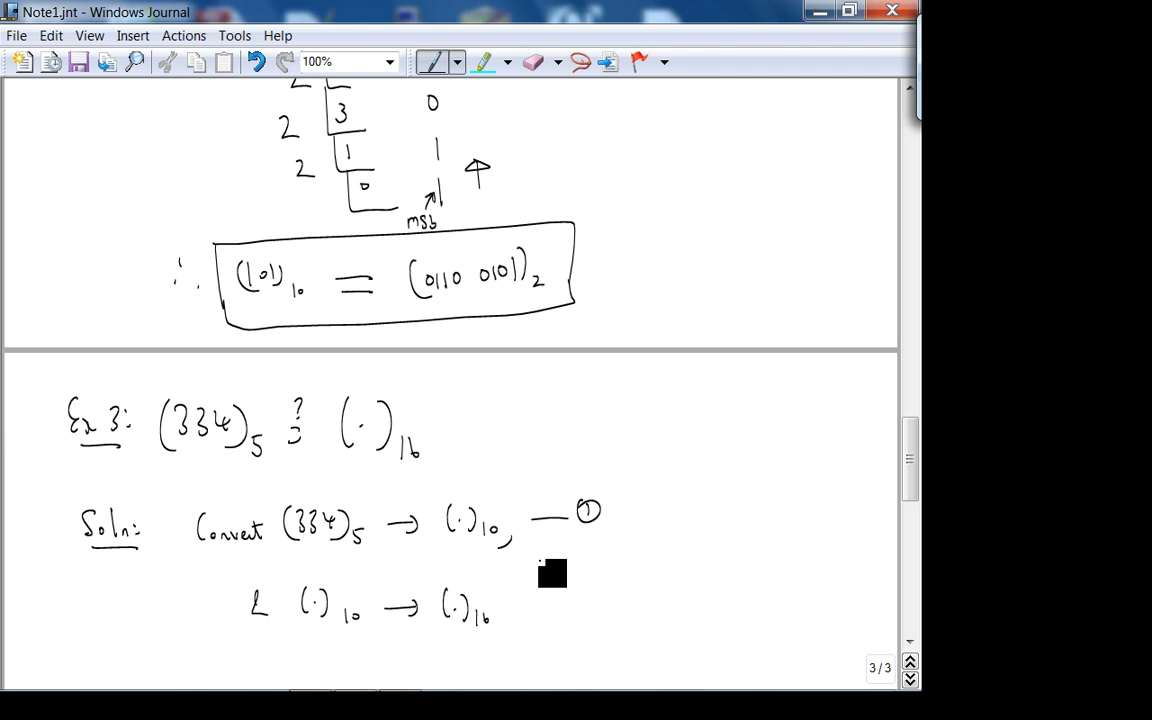 Note1.jnt - Windows Journal
File Edit View Insert Actions Tools Help
100%
2
3 0
2
1 1
2
0 1
msb
∴ (101)10 ≡ (0110 0101)2
Ex 3: (334)5 ?= (·)16
Soln: Convert (334)5 → (·)10, — ①
& (·)10 → (·)16
3 / 3